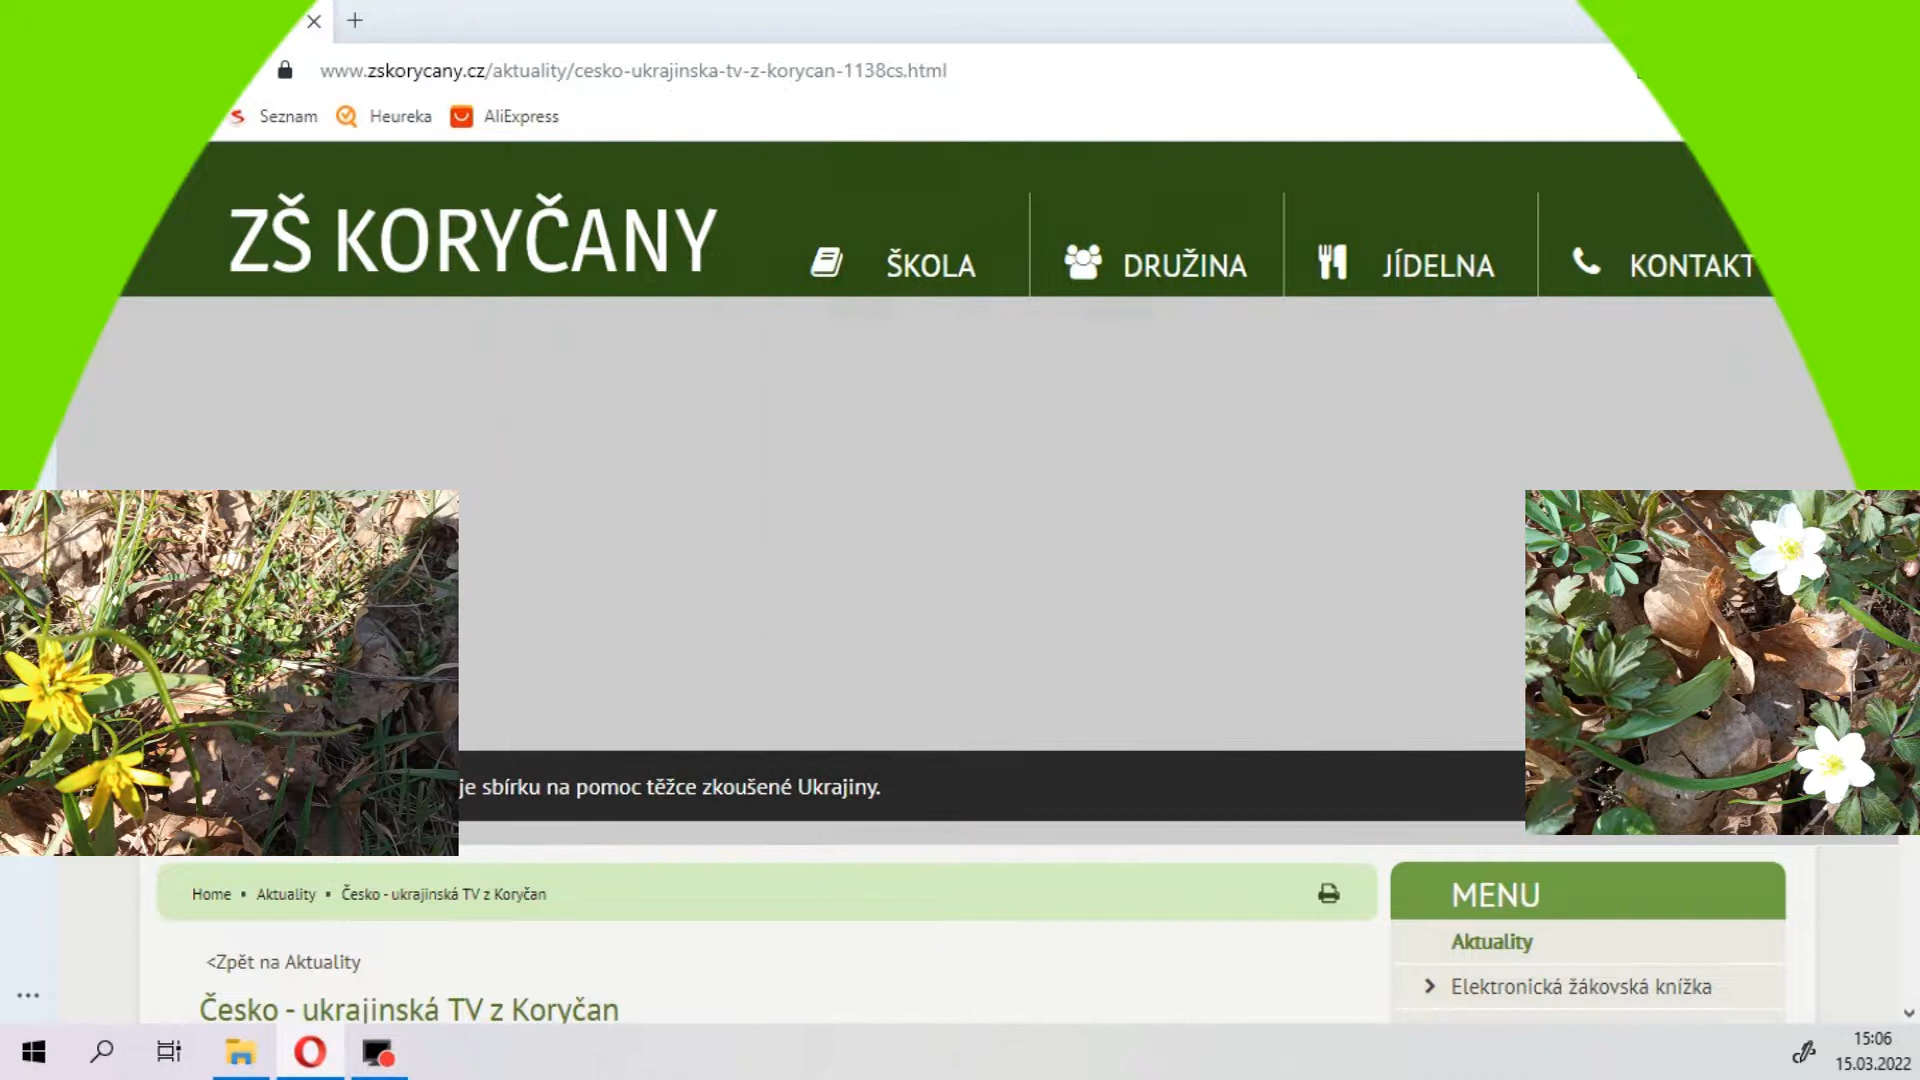 www.zskorycany.cz/aktuality/cesko-ukrajinska-tv-z-korycan-1138cs.html
Seznam Heureka AliExpress
ZŠ KORYČANY
ŠKOLA DRUŽINA JÍDELNA KONTAKT
je sbírku na pomoc těžce zkoušené Ukrajiny.
Home ▪ Aktuality ▪ Česko - ukrajinská TV z Koryčan
<Zpět na Aktuality
Česko - ukrajinská TV z Koryčan
MENU
Aktuality
Elektronická žákovská knížka
15:06
15.03.2022